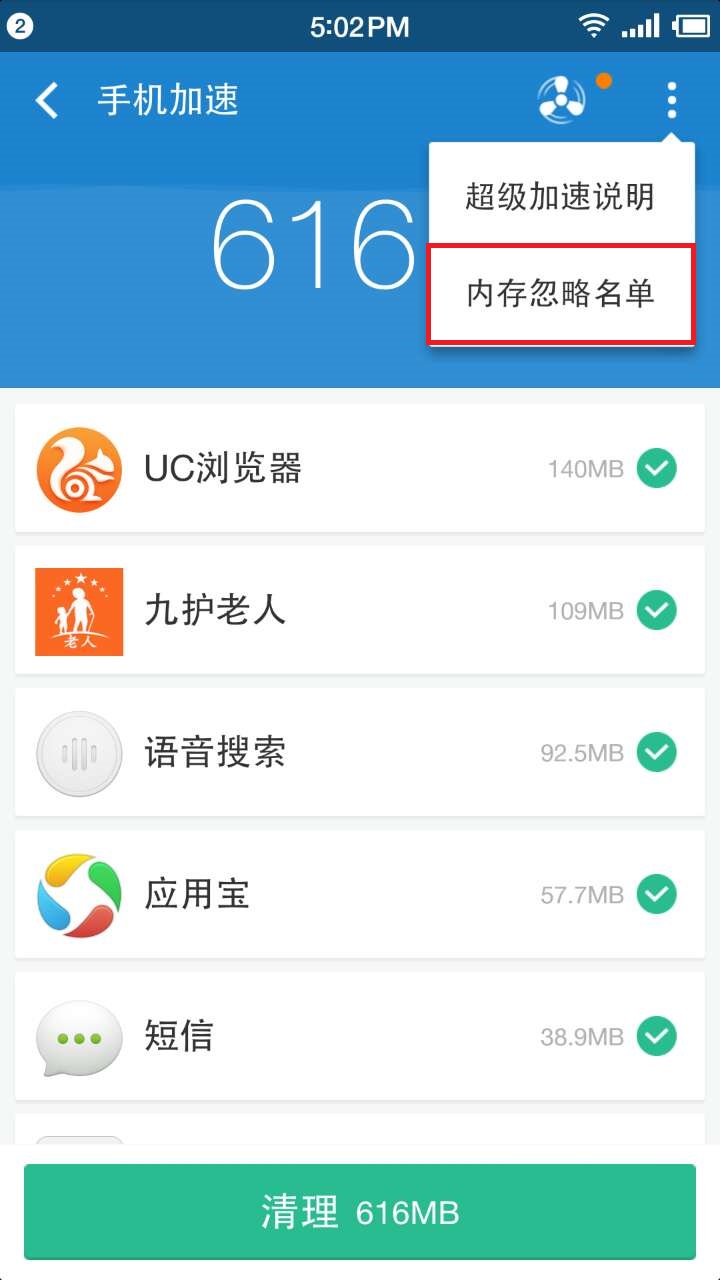 2
5:02PM
手机加速
超级加速说明
616
内存忽略名单
UC浏览器
140MB
九护老人
109MB
老人
语音搜索
92.5MB
应用宝
57.7MB
短信
38.9MB
清理 616MB